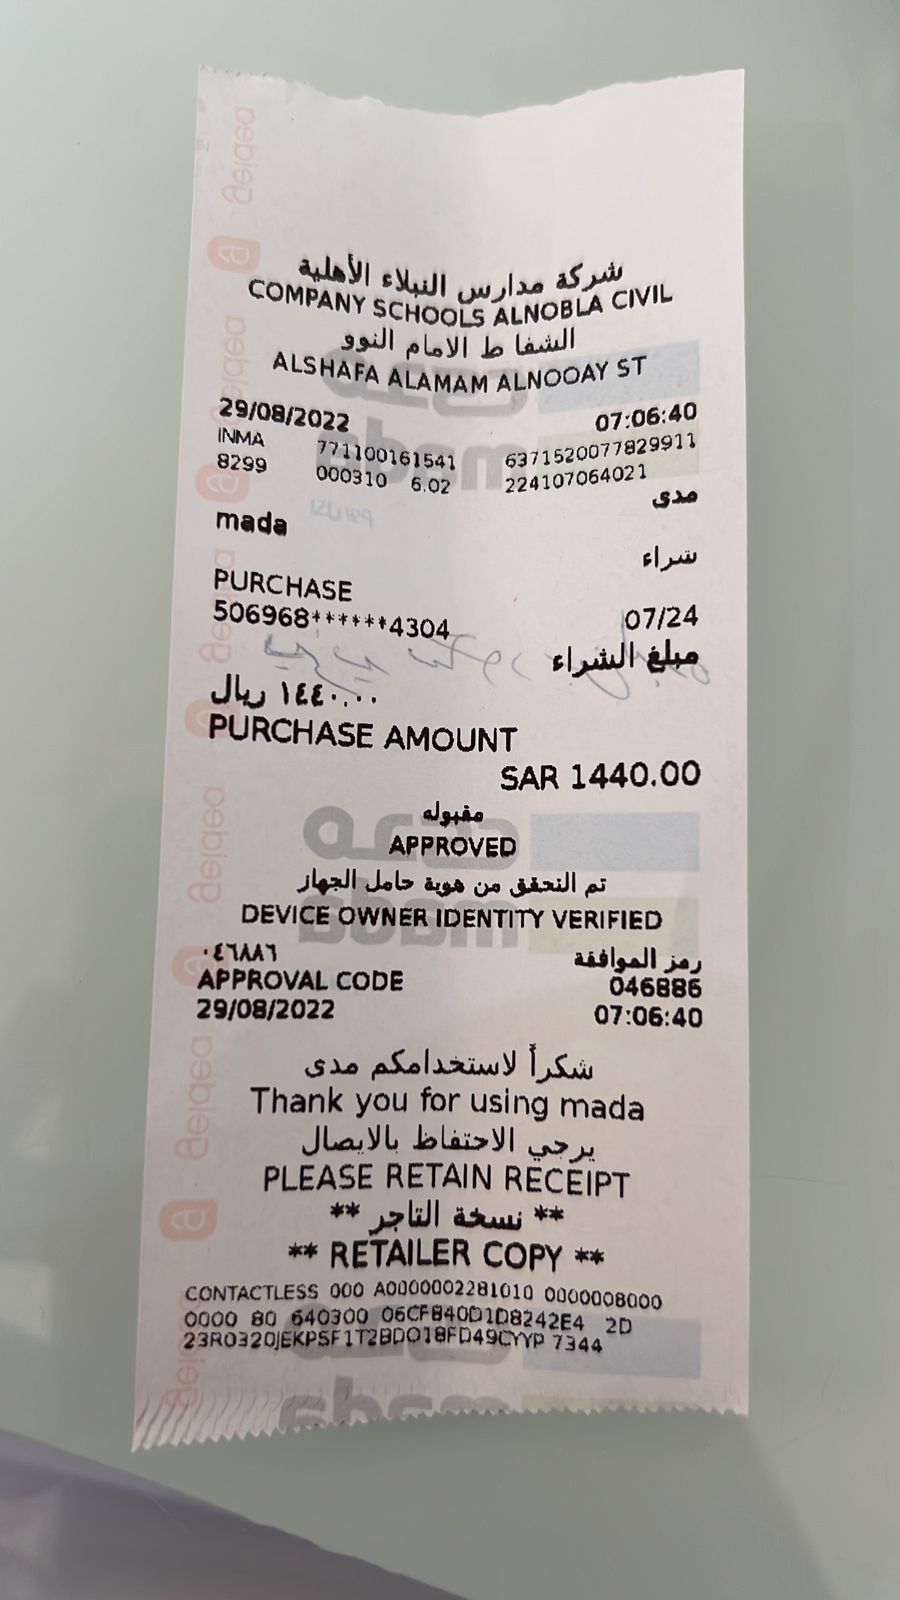 شركة مدارس النبلاء الأهلية
COMPANY SCHOOLS ALNOBLA CIVIL
الشفا ط الامام النوو
ALSHAFA ALAMAM ALNOOAY ST
29/08/2022 07:06:40
INMA 771100161541 6371520077829911
8299 000310 6.02 224107064021
مدى
mada
شراء
PURCHASE
506968******4304 07/24
مبلغ الشراء
١٤٤٠.٠٠ ريال
PURCHASE AMOUNT
SAR 1440.00
مقبوله
APPROVED
تم التحقق من هوية حامل الجهاز
DEVICE OWNER IDENTITY VERIFIED
رمز الموافقة ٠٤٦٨٨٦
APPROVAL CODE 046886
29/08/2022 07:06:40
شكراً لاستخدامكم مدى
Thank you for using mada
يرجي الاحتفاظ بالايصال
PLEASE RETAIN RECEIPT
** نسخة التاجر **
** RETAILER COPY **
CONTACTLESS 000 A0000002281010 0000008000
0000 80 640300 06CFB40D1D8242E4 2D
23R0320JEKPSF1T2BDO18FD49CYYP 7344